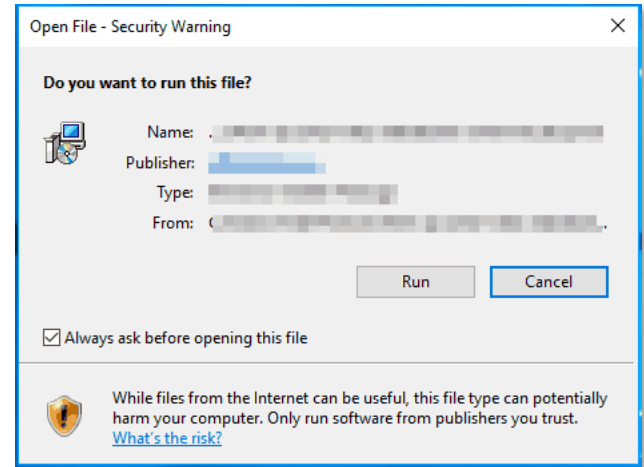 Open File - Security Warning
Do you want to run this file?
Name:
Publisher:
Type:
From:
Run Cancel
Always ask before opening this file
While files from the Internet can be useful, this file type can potentially
harm your computer. Only run software from publishers you trust.
What's the risk?